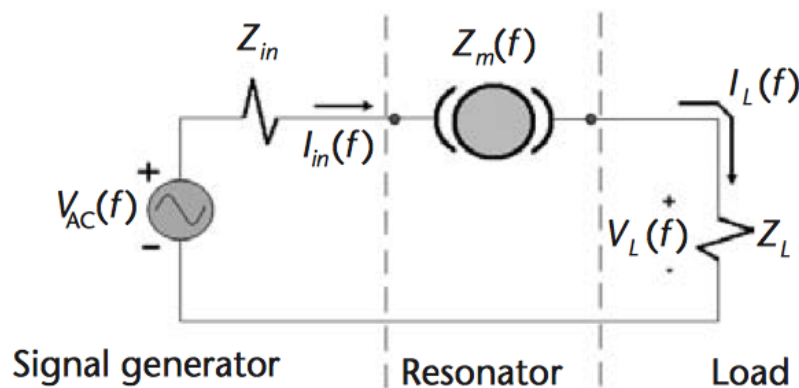 Z_in
Z_m(f)
I_L(f)
I_in(f)
+
V_AC(f)
-
+
V_L(f)
Z_L
-
Signal generator
Resonator
Load